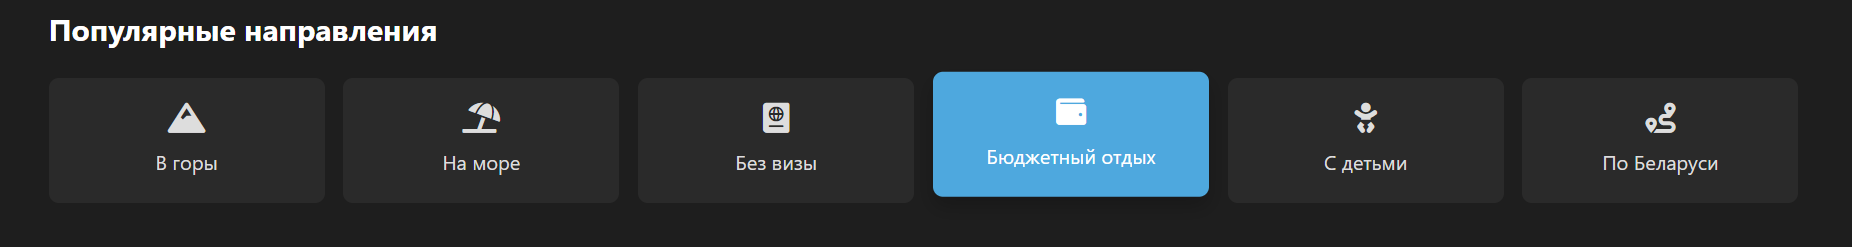 Популярные направления
В горы
На море
Без визы
Бюджетный отдых
С детьми
По Беларуси